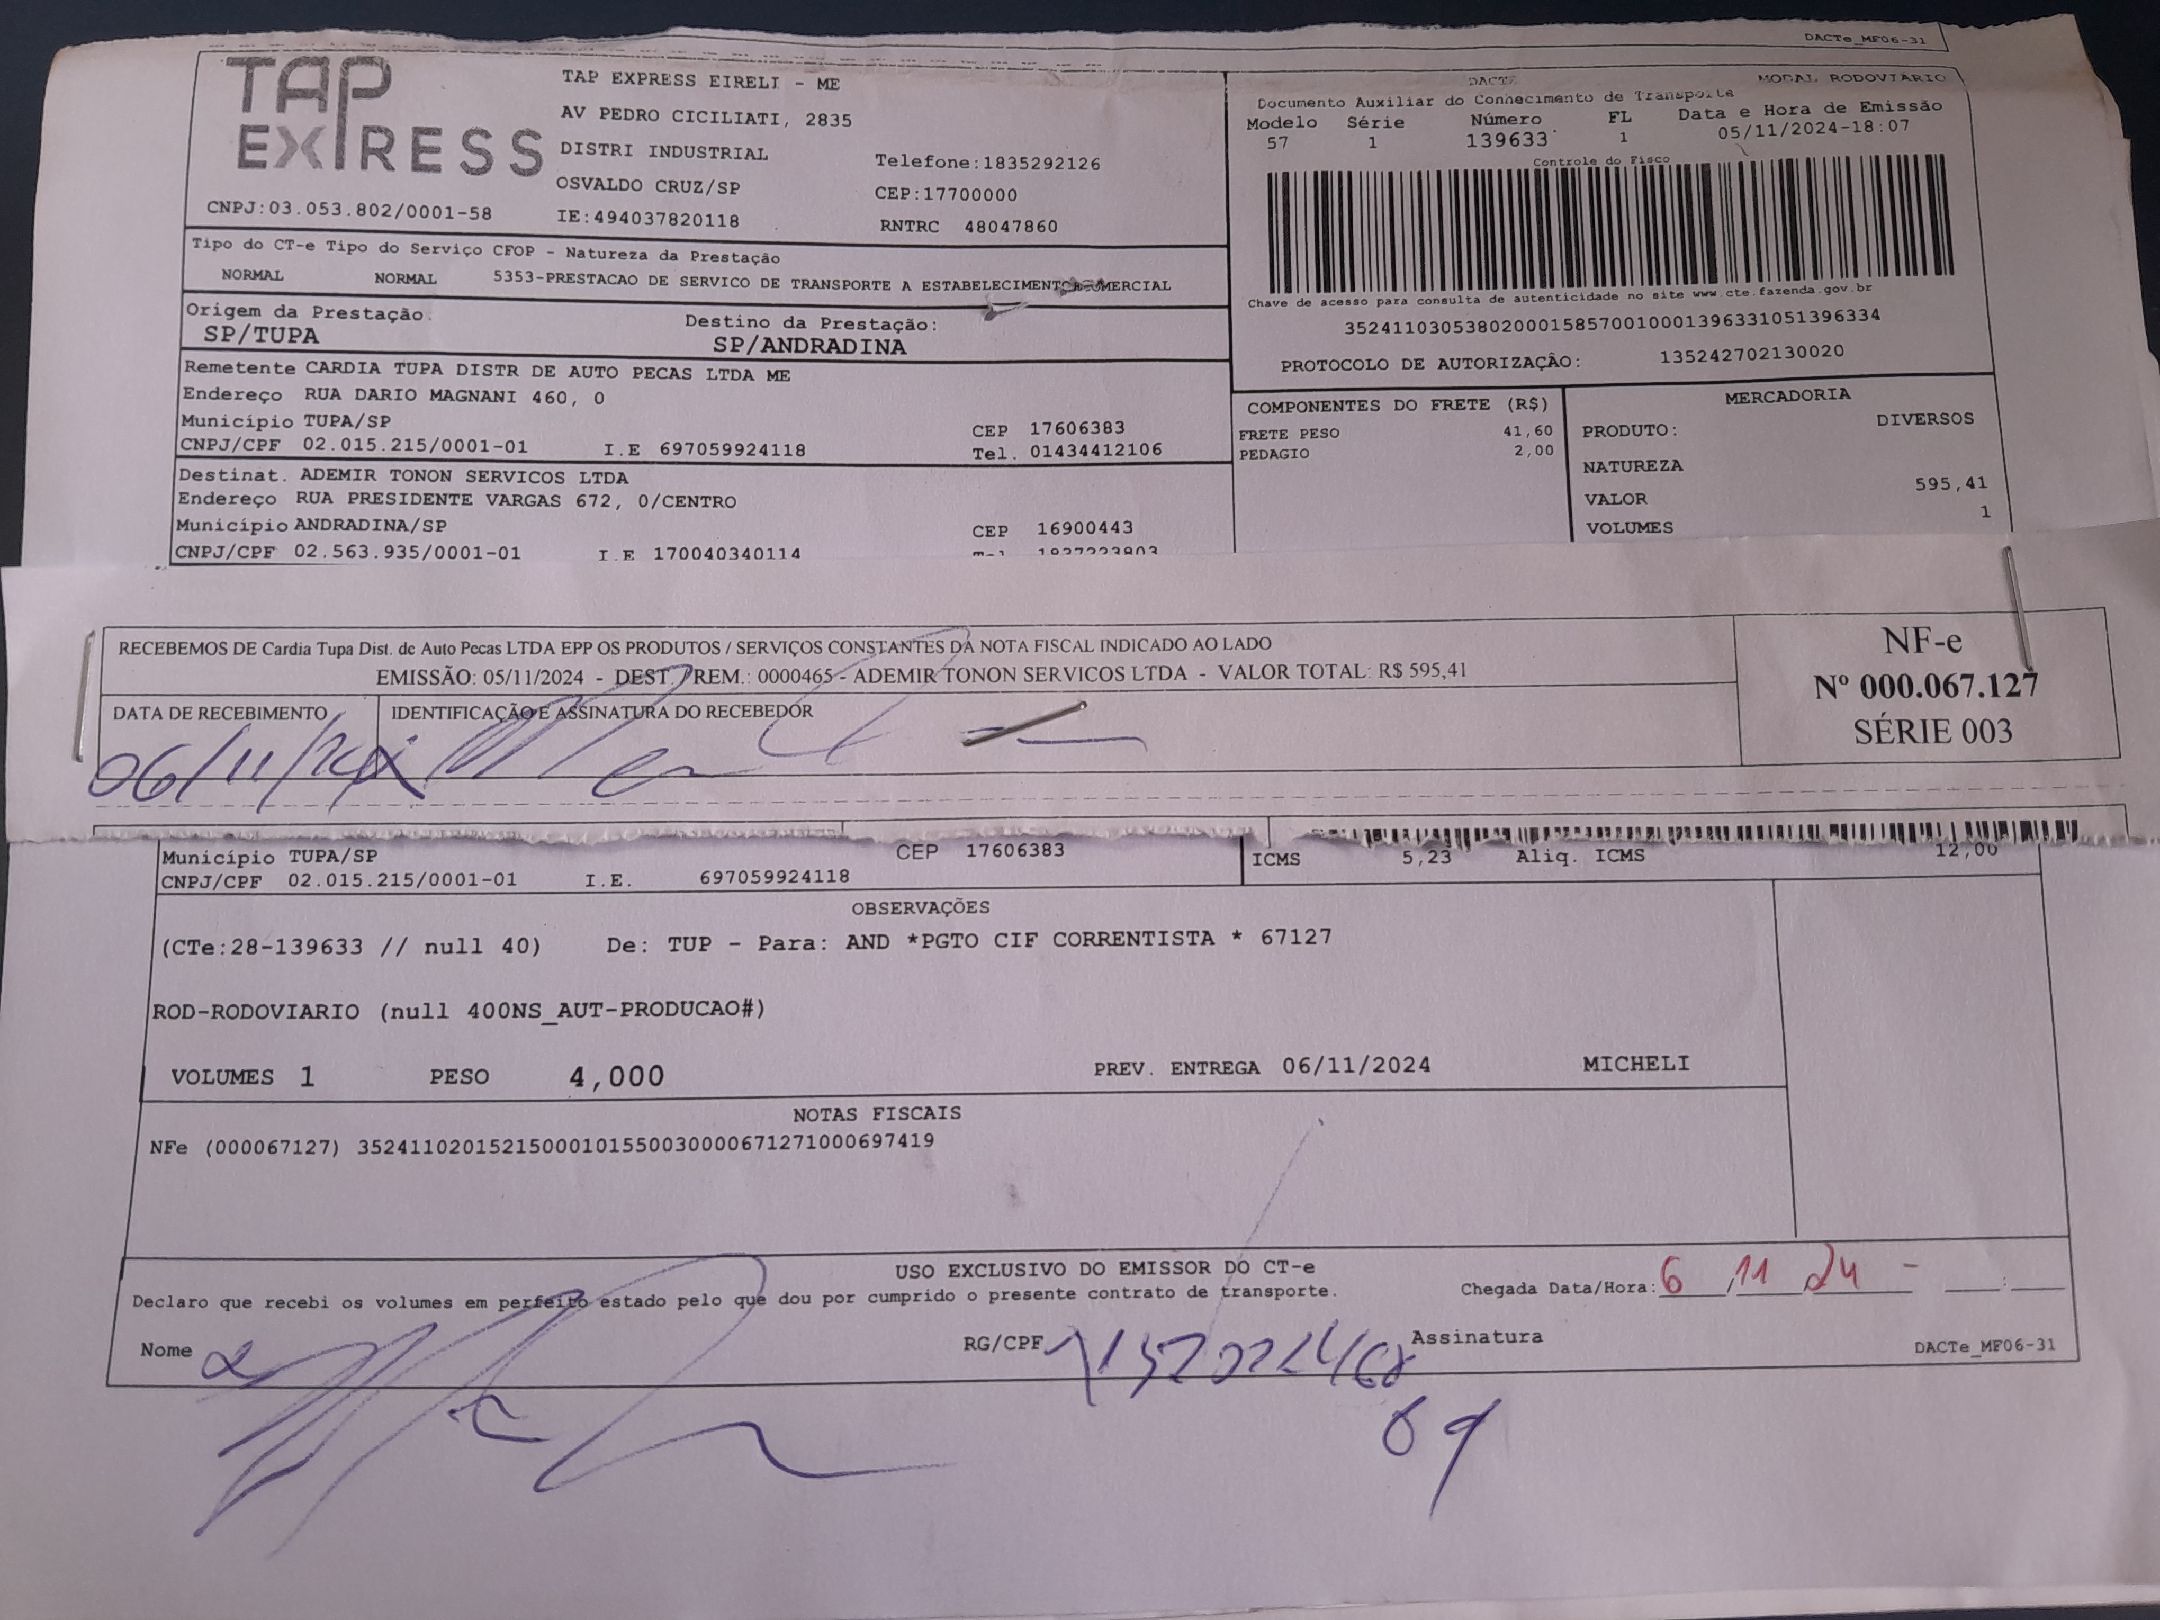 DACTe_MF06-31
TAP EXPRESS
TAP EXPRESS EIRELI - ME
AV PEDRO CICILIATI, 2835
DISTRI INDUSTRIAL
Telefone:1835292126
OSVALDO CRUZ/SP
CEP:17700000
CNPJ:03.053.802/0001-58
IE:494037820118
RNTRC 48047860
DACTE
MODAL RODOVIÁRIO
Documento Auxiliar do Conhecimento de Transporte
Modelo Série Número FL Data e Hora de Emissão
57 1 139633 1 05/11/2024-18:07
Controle do Fisco
Chave de acesso para consulta de autenticidade no site www.cte.fazenda.gov.br
35241103053802000158570010001396331051396334
PROTOCOLO DE AUTORIZAÇÃO: 135242702130020
Tipo do CT-e Tipo do Serviço CFOP - Natureza da Prestação
NORMAL NORMAL 5353-PRESTACAO DE SERVICO DE TRANSPORTE A ESTABELECIMENTO COMERCIAL
Origem da Prestação:
SP/TUPA
Destino da Prestação:
SP/ANDRADINA
Remetente CARDIA TUPA DISTR DE AUTO PECAS LTDA ME
Endereço RUA DARIO MAGNANI 460, 0
Município TUPA/SP CEP 17606383
CNPJ/CPF 02.015.215/0001-01 I.E 697059924118 Tel. 01434412106
Destinat. ADEMIR TONON SERVICOS LTDA
Endereço RUA PRESIDENTE VARGAS 672, 0/CENTRO
Município ANDRADINA/SP CEP 16900443
CNPJ/CPF 02.563.935/0001-01 I.E 170040340114 Tel 1837223803
COMPONENTES DO FRETE (R$)
FRETE PESO 41,60
PEDAGIO 2,00
MERCADORIA
PRODUTO: DIVERSOS
NATUREZA
VALOR 595,41
VOLUMES 1
RECEBEMOS DE Cardia Tupa Dist. de Auto Pecas LTDA EPP OS PRODUTOS / SERVIÇOS CONSTANTES DA NOTA FISCAL INDICADO AO LADO
EMISSÃO: 05/11/2024 - DEST. / REM.: 0000465 - ADEMIR TONON SERVICOS LTDA - VALOR TOTAL: R$ 595,41
DATA DE RECEBIMENTO
IDENTIFICAÇÃO E ASSINATURA DO RECEBEDOR
06/11/24
NF-e
Nº 000.067.127
SÉRIE 003
Município TUPA/SP CEP 17606383
CNPJ/CPF 02.015.215/0001-01 I.E. 697059924118
ICMS 5,23 Aliq. ICMS 12,00
OBSERVAÇÕES
(CTe:28-139633 // null 40) De: TUP - Para: AND *PGTO CIF CORRENTISTA * 67127
ROD-RODOVIARIO (null 400NS_AUT-PRODUCAO#)
VOLUMES 1 PESO 4,000 PREV. ENTREGA 06/11/2024 MICHELI
NOTAS FISCAIS
NFe (000067127) 35241102015215000101550030000671271000697419
USO EXCLUSIVO DO EMISSOR DO CT-e
Declaro que recebi os volumes em perfeito estado pelo que dou por cumprido o presente contrato de transporte.
Chegada Data/Hora: 6 / 11 / 24 -
Nome
RG/CPF
Assinatura
DACTe_MF06-31